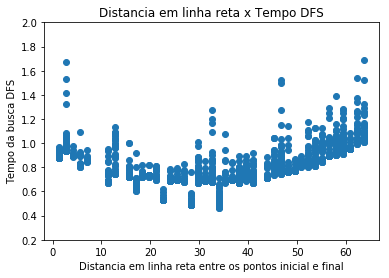 Distancia em linha reta x Tempo DFS
2.0
1.8
1.6
1.4
1.2
1.0
0.8
0.6
0.4
0.2
Tempo da busca DFS
0 10 20 30 40 50 60
Distancia em linha reta entre os pontos inicial e final